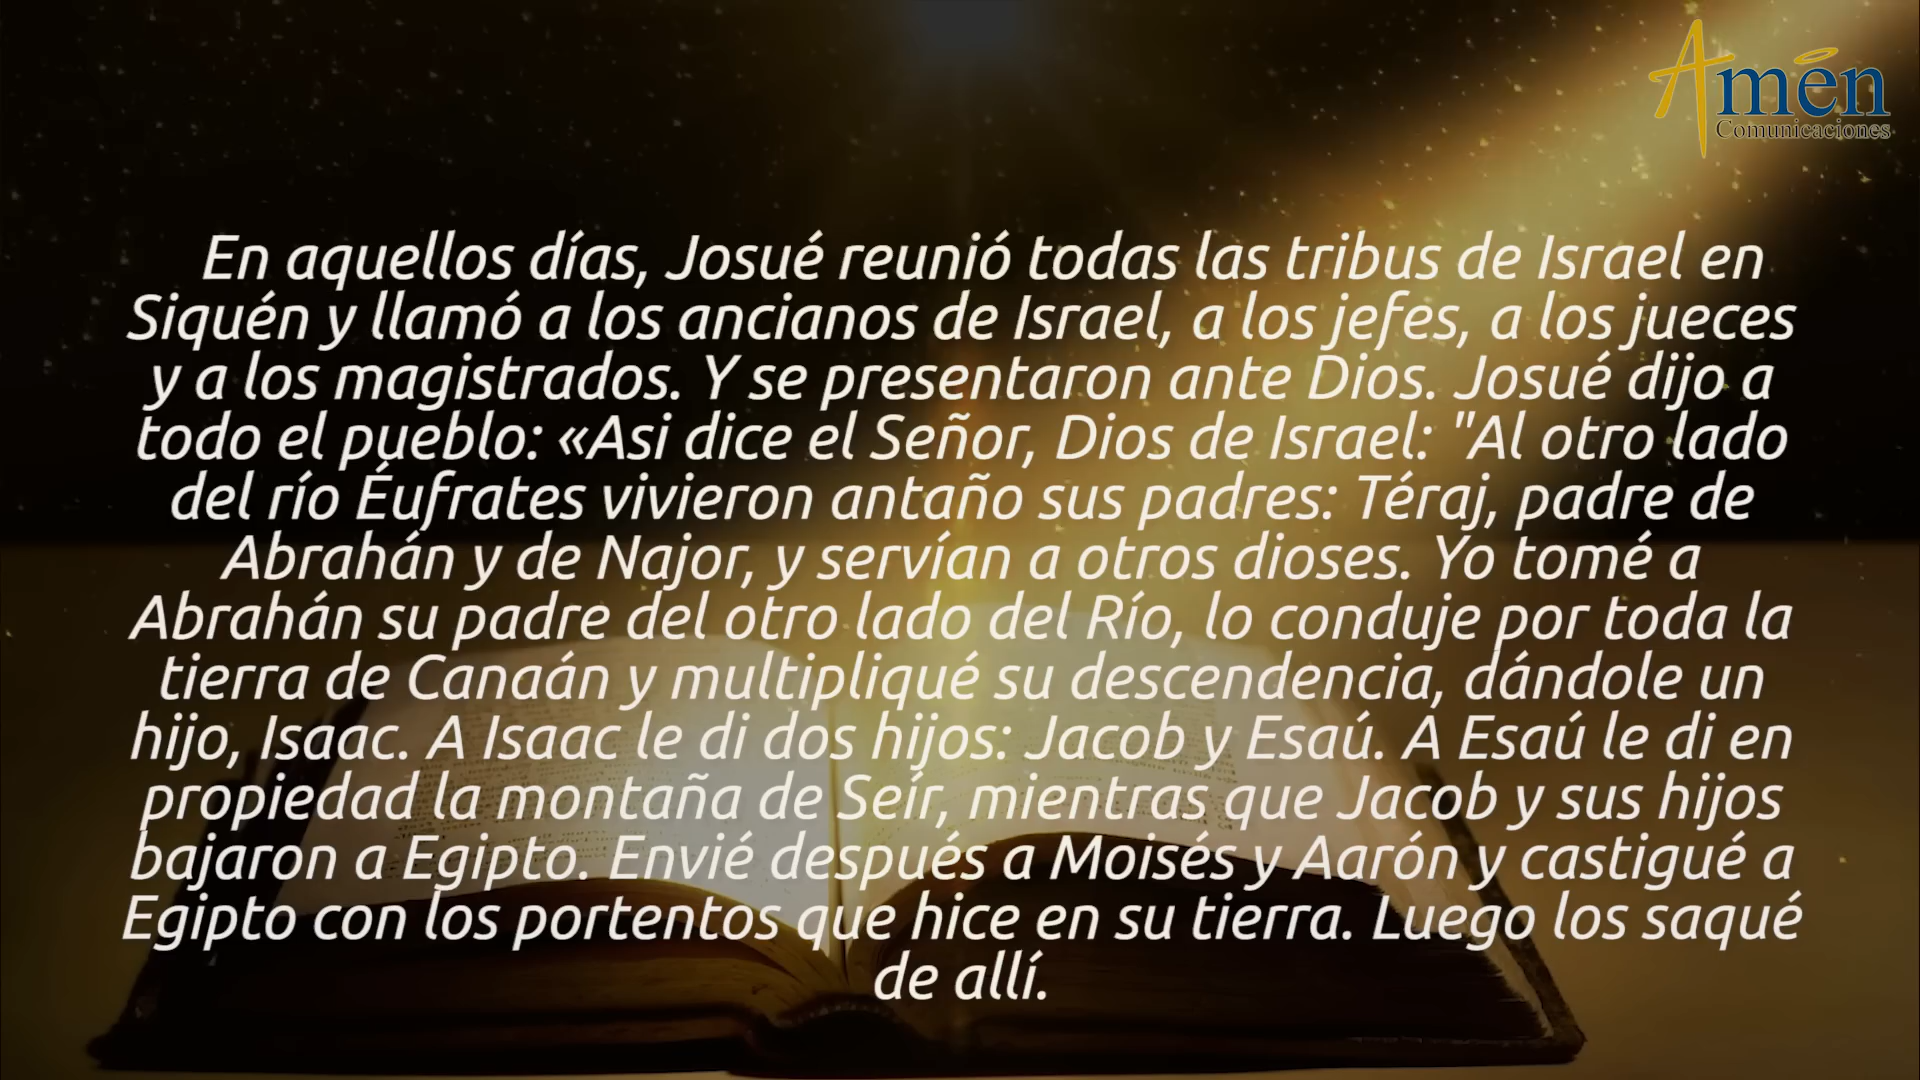 Amén
Comunicaciones
En aquellos días, Josué reunió todas las tribus de Israel en
Siquén y llamó a los ancianos de Israel, a los jefes, a los jueces
y a los magistrados. Y se presentaron ante Dios. Josué dijo a
todo el pueblo: «Asi dice el Señor, Dios de Israel: "Al otro lado
del río Éufrates vivieron antaño sus padres: Téraj, padre de
Abrahán y de Najor, y servían a otros dioses. Yo tomé a
Abrahán su padre del otro lado del Río, lo conduje por toda la
tierra de Canaán y multipliqué su descendencia, dándole un
hijo, Isaac. A Isaac le di dos hijos: Jacob y Esaú. A Esaú le di en
propiedad la montaña de Seír, mientras que Jacob y sus hijos
bajaron a Egipto. Envié después a Moisés y Aarón y castigué a
Egipto con los portentos que hice en su tierra. Luego los saqué
de allí.